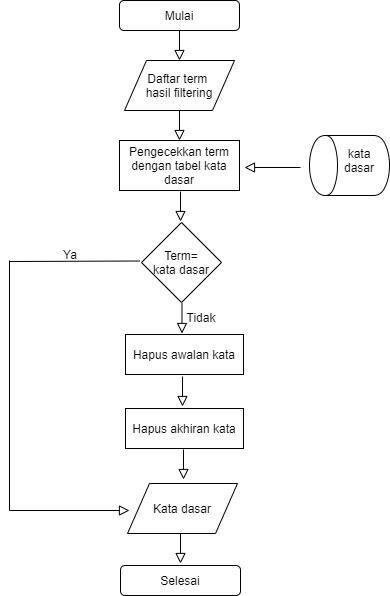 Mulai
Daftar term
hasil filtering
Pengecekkan term
dengan tabel kata
dasar
kata
dasar
Term=
kata dasar
Ya
Tidak
Hapus awalan kata
Hapus akhiran kata
Kata dasar
Selesai